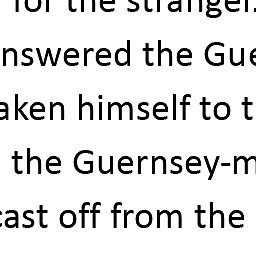 for the stranger.
nswered the Gue
aken himself to t
the Guernsey-m
cast off from the